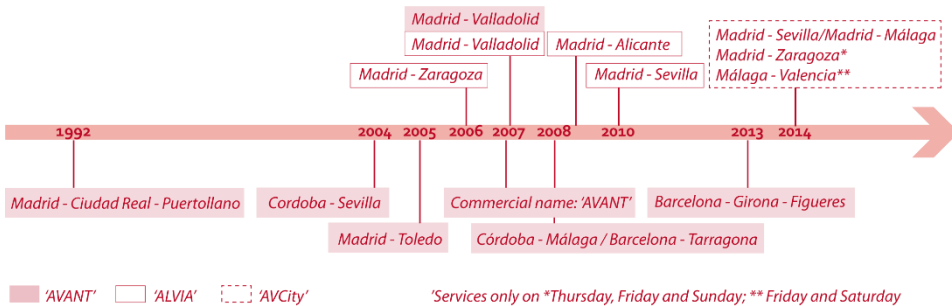 Madrid - Valladolid
Madrid - Valladolid
Madrid - Alicante
Madrid - Sevilla/Madrid - Málaga
Madrid - Zaragoza*
Málaga - Valencia**
Madrid - Zaragoza
Madrid - Sevilla
1992 2004 2005 2006 2007 2008 2010 2013 2014
Madrid - Ciudad Real - Puertollano
Cordoba - Sevilla
Commercial name: 'AVANT'
Barcelona - Girona - Figueres
Madrid - Toledo
Córdoba - Málaga / Barcelona - Tarragona
'AVANT' 'ALVIA' 'AVCity' 'Services only on *Thursday, Friday and Sunday; ** Friday and Saturday